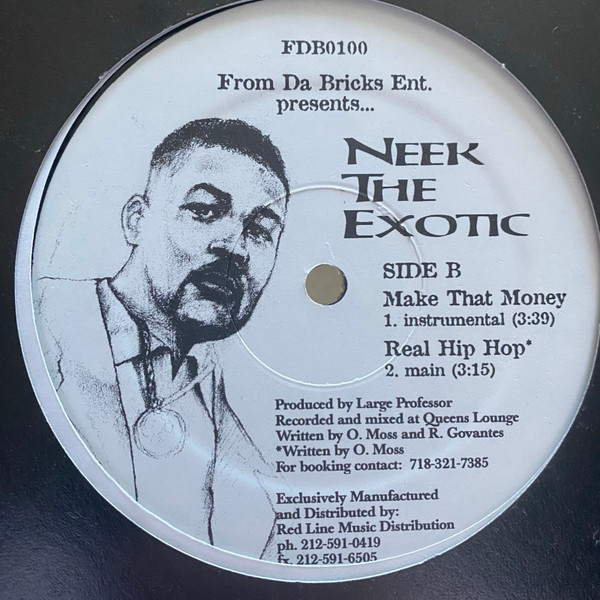 FDB0100
From Da Bricks Ent.
presents...
NEEK
THE
EXOTIC
SIDE B
Make That Money
1. instrumental (3:39)
Real Hip Hop*
2. main (3:15)
Produced by Large Professor
Recorded and mixed at Queens Lounge
Written by O. Moss and R. Govantes
*Written by O. Moss
For booking contact: 718-321-7385
Exclusively Manufactured
and Distributed by:
Red Line Music Distribution
ph. 212-591-0419
fx. 212-591-6505